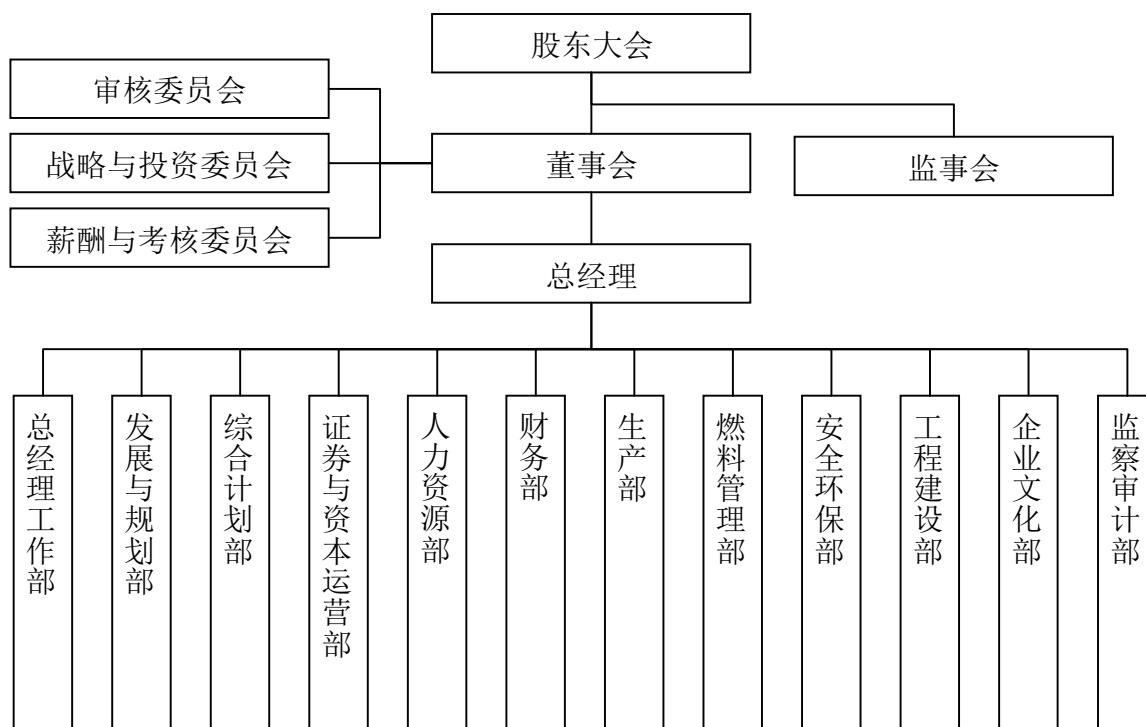 股东大会
审核委员会
战略与投资委员会
董事会
监事会
薪酬与考核委员会
总经理
总经理工作部
发展与规划部
综合计划部
证券与资本运营部
人力资源部
财务部
生产部
燃料管理部
安全环保部
工程建设部
企业文化部
监察审计部